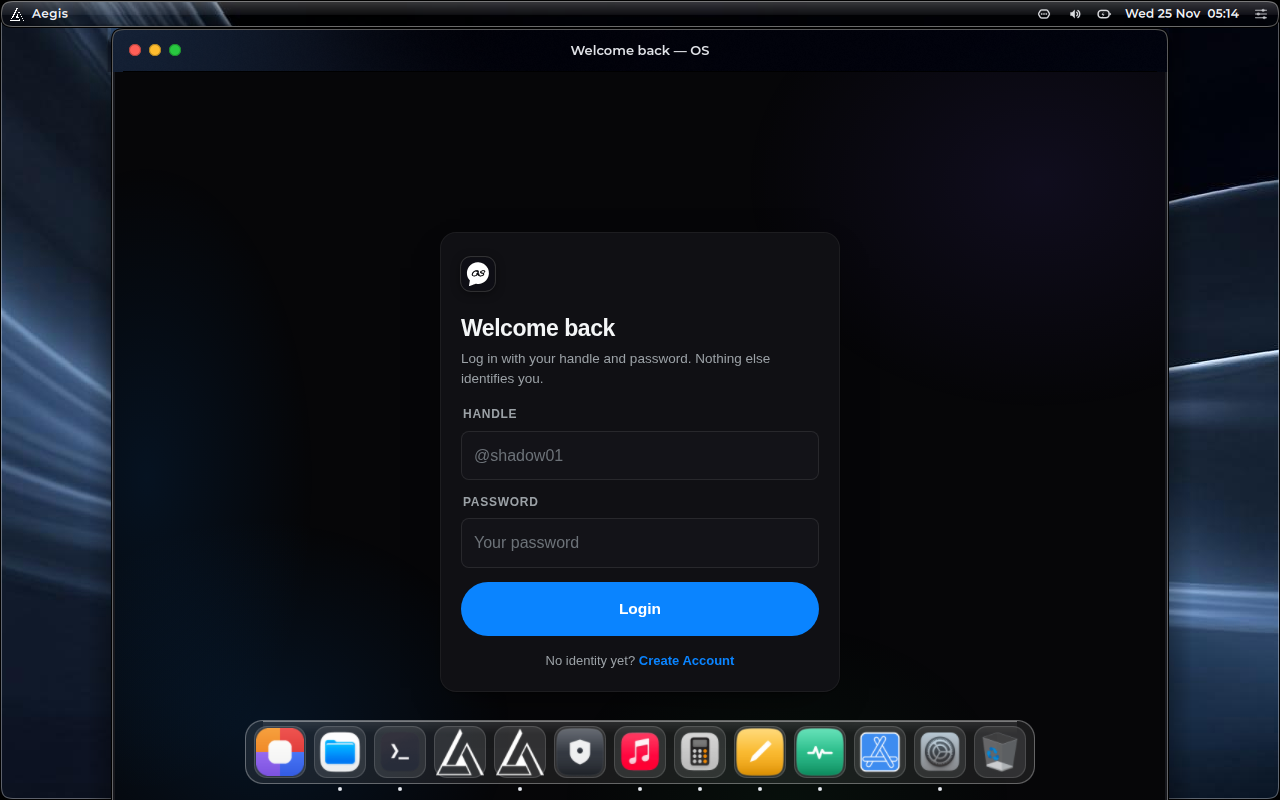 Aegis
Wed 25 Nov 05:14
Welcome back — OS
os
Welcome back
Log in with your handle and password. Nothing else
identifies you.
HANDLE
@shadow01
PASSWORD
Your password
Login
No identity yet? Create Account